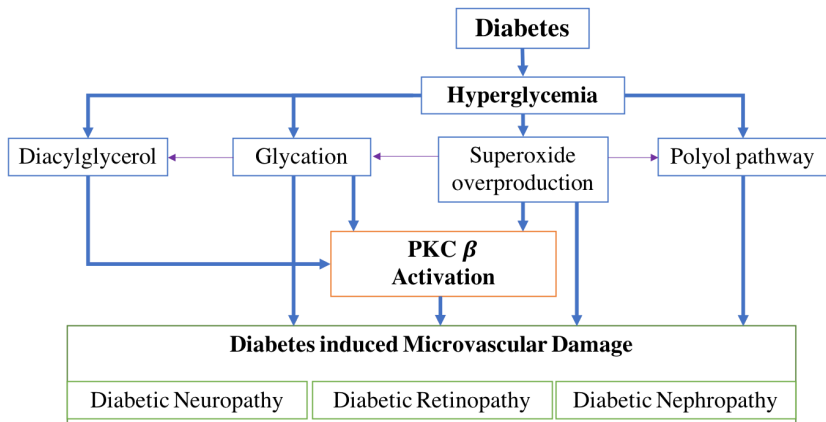 Diabetes
Hyperglycemia
Diacylglycerol
Glycation
Superoxide
overproduction
Polyol pathway
PKC β
Activation
Diabetes induced Microvascular Damage
Diabetic Neuropathy
Diabetic Retinopathy
Diabetic Nephropathy